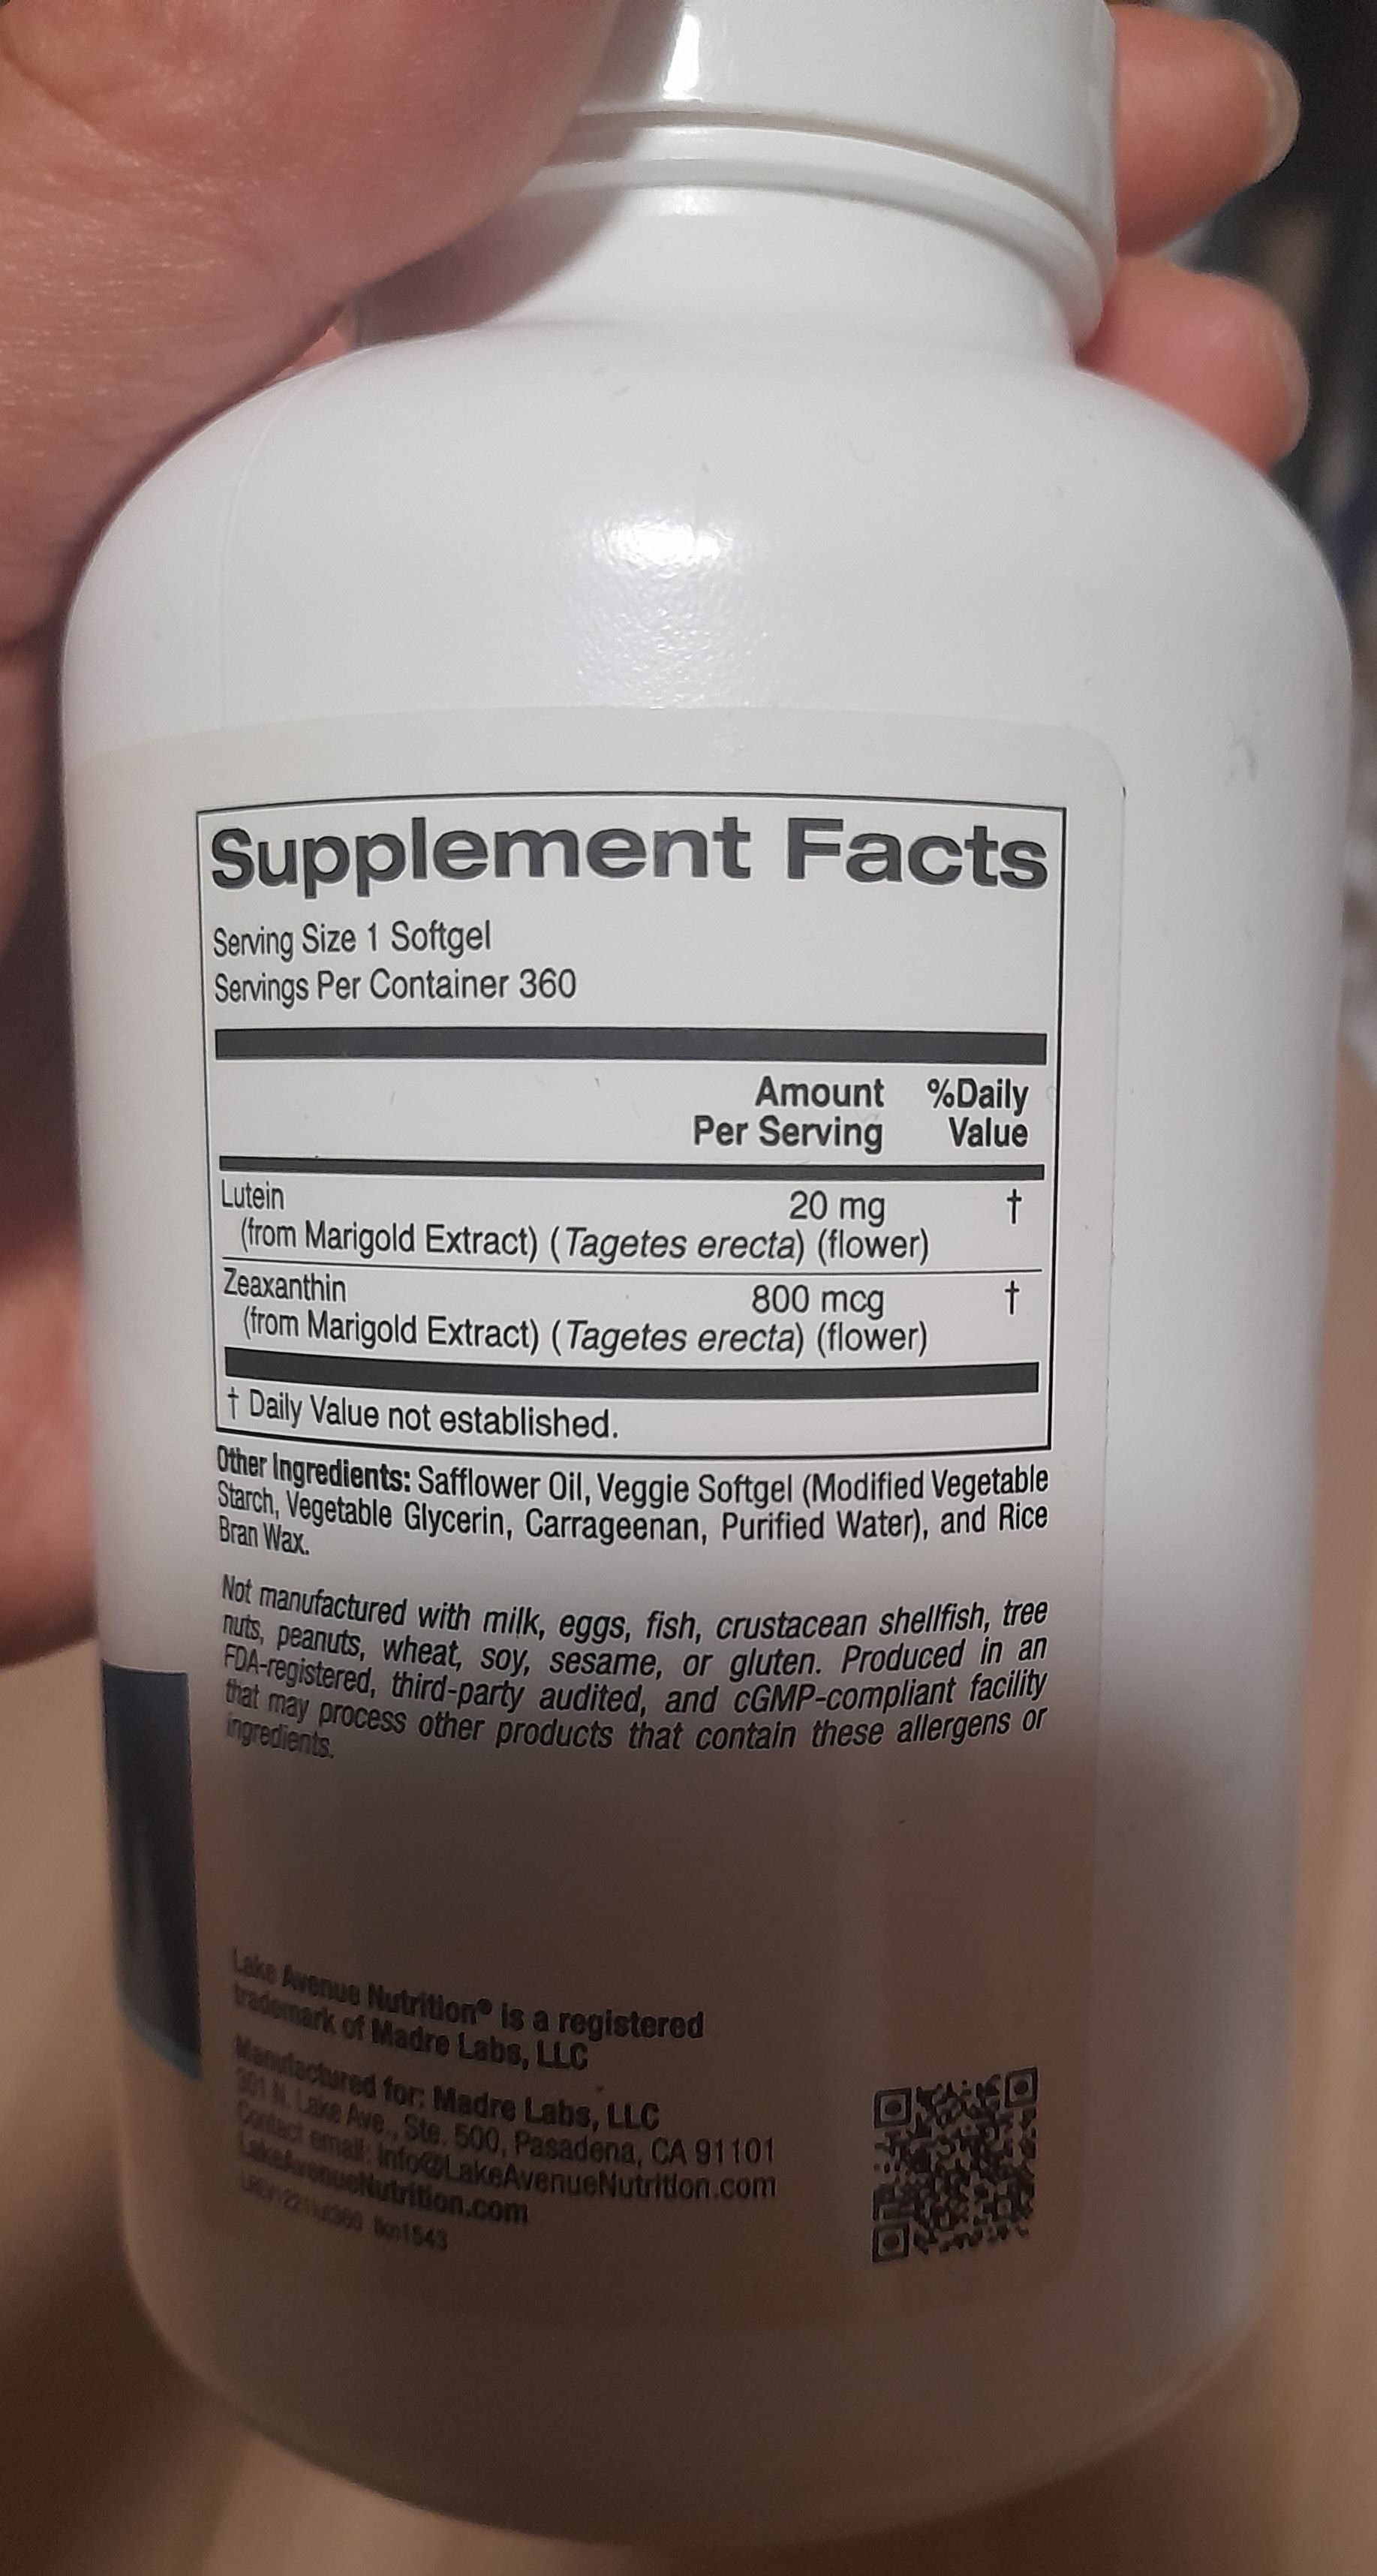 Supplement Facts
Serving Size 1 Softgel
Servings Per Container 360
Amount Per Serving %Daily Value
Lutein 20 mg †
(from Marigold Extract) (Tagetes erecta) (flower)
Zeaxanthin 800 mcg †
(from Marigold Extract) (Tagetes erecta) (flower)
† Daily Value not established.
Other Ingredients: Safflower Oil, Veggie Softgel (Modified Vegetable
Starch, Vegetable Glycerin, Carrageenan, Purified Water), and Rice
Bran Wax.
Not manufactured with milk, eggs, fish, crustacean shellfish, tree
nuts, peanuts, wheat, soy, sesame, or gluten. Produced in an
FDA-registered, third-party audited, and cGMP-compliant facility
that may process other products that contain these allergens or
ingredients.
Lake Avenue Nutrition® is a registered
trademark of Madre Labs, LLC
Manufactured for: Madre Labs, LLC
301 N. Lake Ave., Ste. 500, Pasadena, CA 91101
Contact email: info@LakeAvenueNutrition.com
LakeAvenueNutrition.com